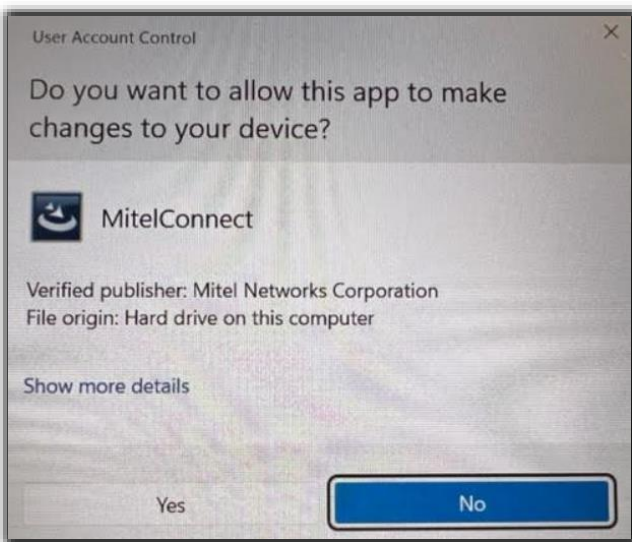 User Account Control
Do you want to allow this app to make
changes to your device?
MitelConnect
Verified publisher: Mitel Networks Corporation
File origin: Hard drive on this computer
Show more details
Yes
No